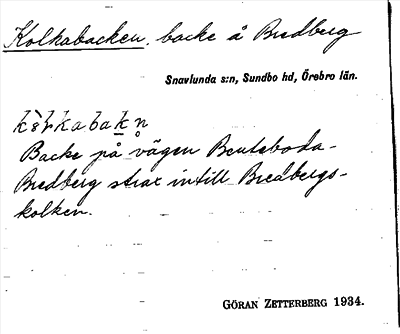 Kolkabacken, backe å Bredberg
Snavlunda s:n, Sundbo hd, Örebro län.
Backe på vägen Bentaboda-
Bredberg strax intill Bredbergs-
kolken.
GÖRAN ZETTERBERG 1934.